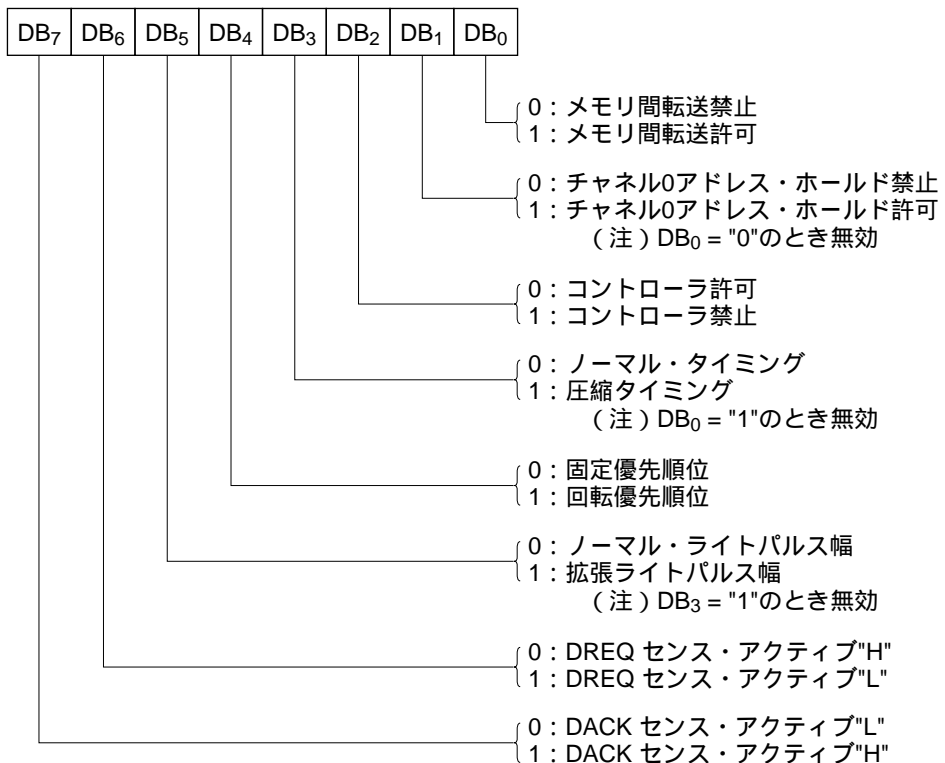 DB7 DB6 DB5 DB4 DB3 DB2 DB1 DB0
0：メモリ間転送禁止
1：メモリ間転送許可
0：チャネル0アドレス・ホールド禁止
1：チャネル0アドレス・ホールド許可
（注）DB0 = "0"のとき無効
0：コントローラ許可
1：コントローラ禁止
0：ノーマル・タイミング
1：圧縮タイミング
（注）DB0 = "1"のとき無効
0：固定優先順位
1：回転優先順位
0：ノーマル・ライトパルス幅
1：拡張ライトパルス幅
（注）DB3 = "1"のとき無効
0：DREQ センス・アクティブ"H"
1：DREQ センス・アクティブ"L"
0：DACK センス・アクティブ"L"
1：DACK センス・アクティブ"H"